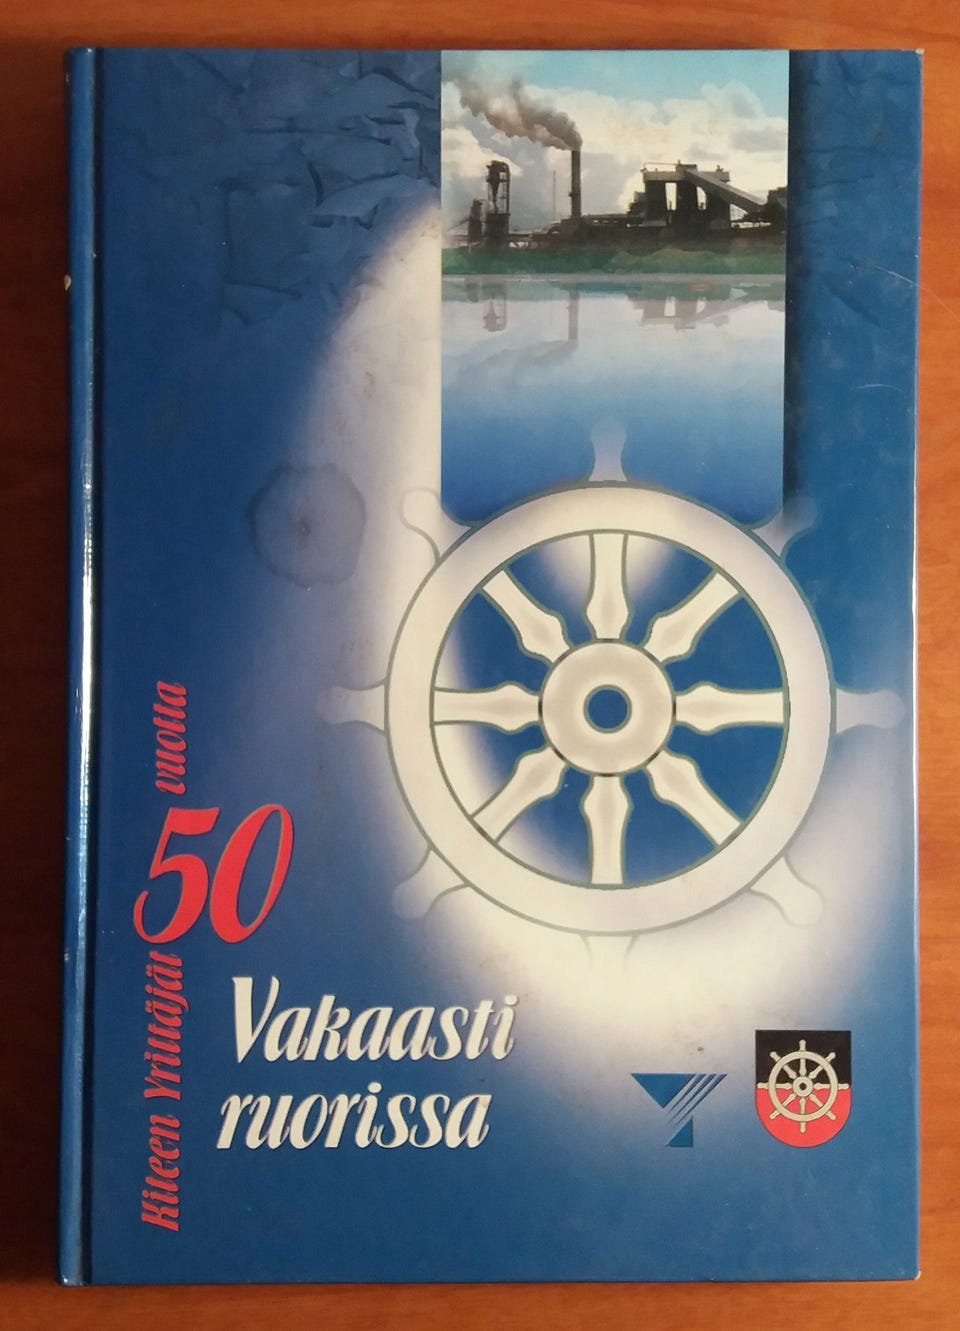 Kiteen Yrittäjät 50 vuotta
Vakaasti
ruorissa